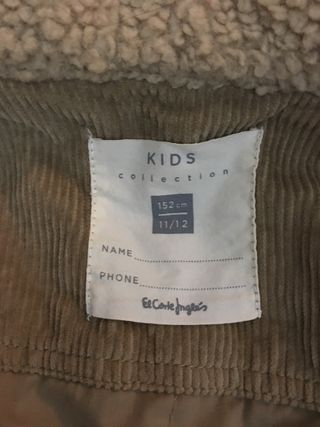 KIDS
collection
152 cm
11/12
NAME
PHONE
El Corte Inglés